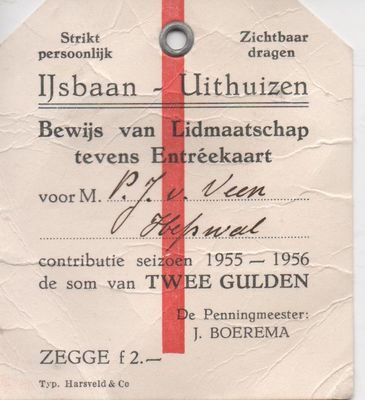 Strikt persoonlijk
Zichtbaar dragen
IJsbaan - Uithuizen
Bewijs van Lidmaatschap
tevens Entréekaart
voor M. P. J. v. Veen
contributie seizoen 1955 — 1956
de som van TWEE GULDEN
De Penningmeester:
J. BOEREMA
ZEGGE f 2.—
Typ. Harsveld & Co